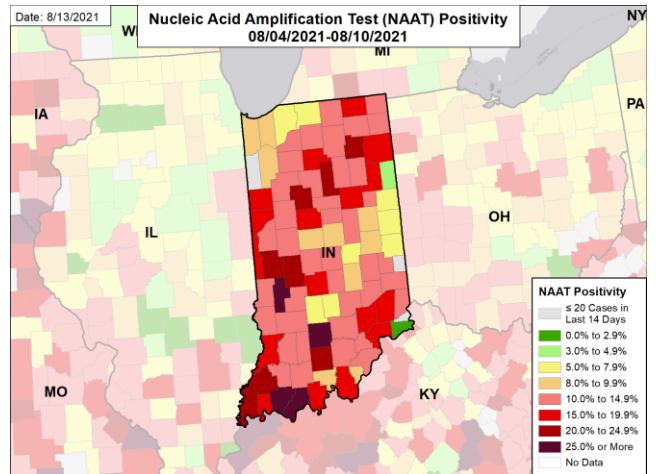 Date: 8/13/2021
Nucleic Acid Amplification Test (NAAT) Positivity
08/04/2021-08/10/2021
WI
MI
NY
IA
PA
IL
IN
OH
MO
KY
NAAT Positivity
≤ 20 Cases in
Last 14 Days
0.0% to 2.9%
3.0% to 4.9%
5.0% to 7.9%
8.0% to 9.9%
10.0% to 14.9%
15.0% to 19.9%
20.0% to 24.9%
25.0% or More
No Data